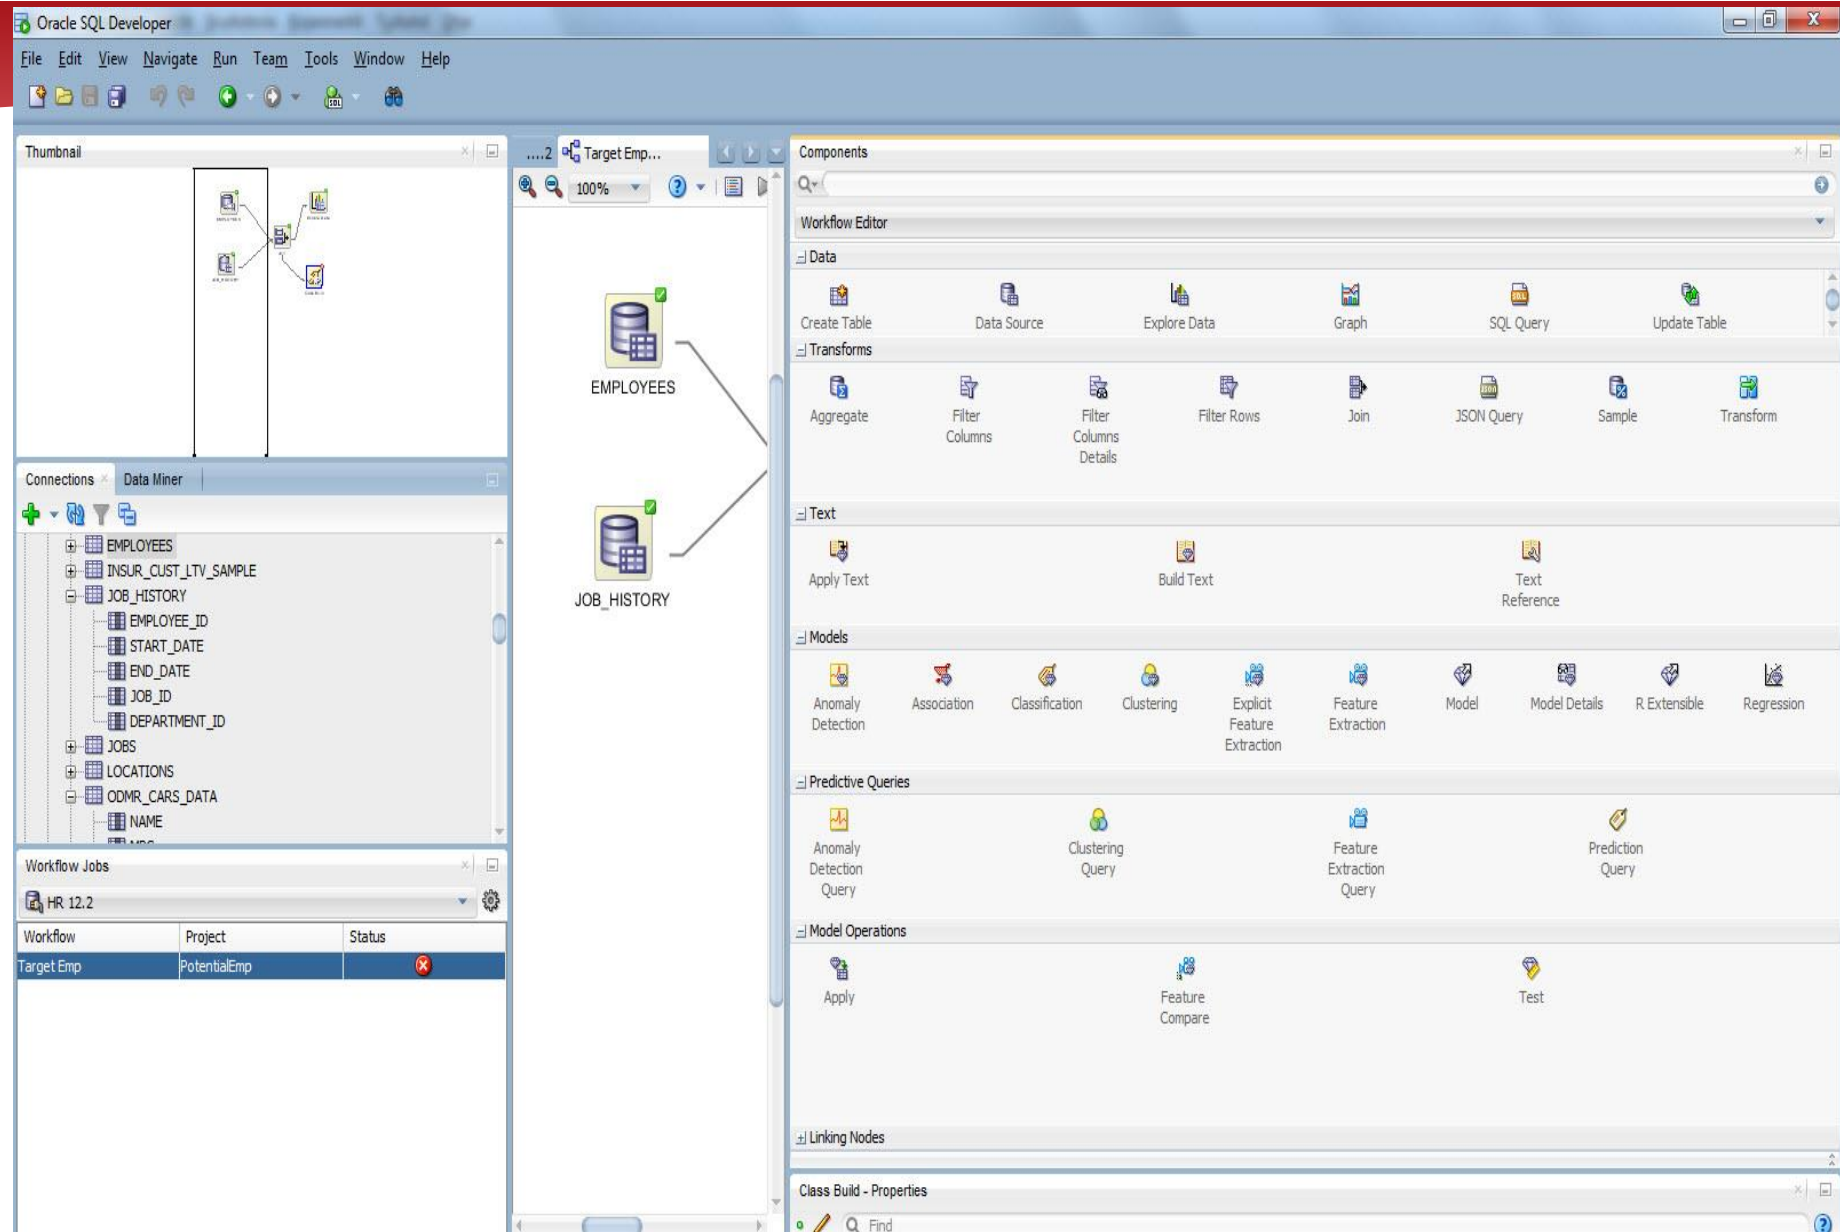 Oracle SQL Developer
File Edit View Navigate Run Team Tools Window Help
Thumbnail
Connections Data Miner
EMPLOYEES
INSUR_CUST_LTV_SAMPLE
JOB_HISTORY
EMPLOYEE_ID
START_DATE
END_DATE
JOB_ID
DEPARTMENT_ID
JOBS
LOCATIONS
ODMR_CARS_DATA
NAME
Workflow Jobs
HR 12.2
Workflow Project Status
Target Emp PotentialEmp
....2 Target Emp...
100%
EMPLOYEES
JOB_HISTORY
Components
Workflow Editor
Data
Create Table Data Source Explore Data Graph SQL Query Update Table
Transforms
Aggregate Filter Columns Filter Columns Details Filter Rows Join JSON Query Sample Transform
Text
Apply Text Build Text Text Reference
Models
Anomaly Detection Association Classification Clustering Explicit Feature Extraction Feature Extraction Model Model Details R Extensible Regression
Predictive Queries
Anomaly Detection Query Clustering Query Feature Extraction Query Prediction Query
Model Operations
Apply Feature Compare Test
Linking Nodes
Class Build - Properties
Find